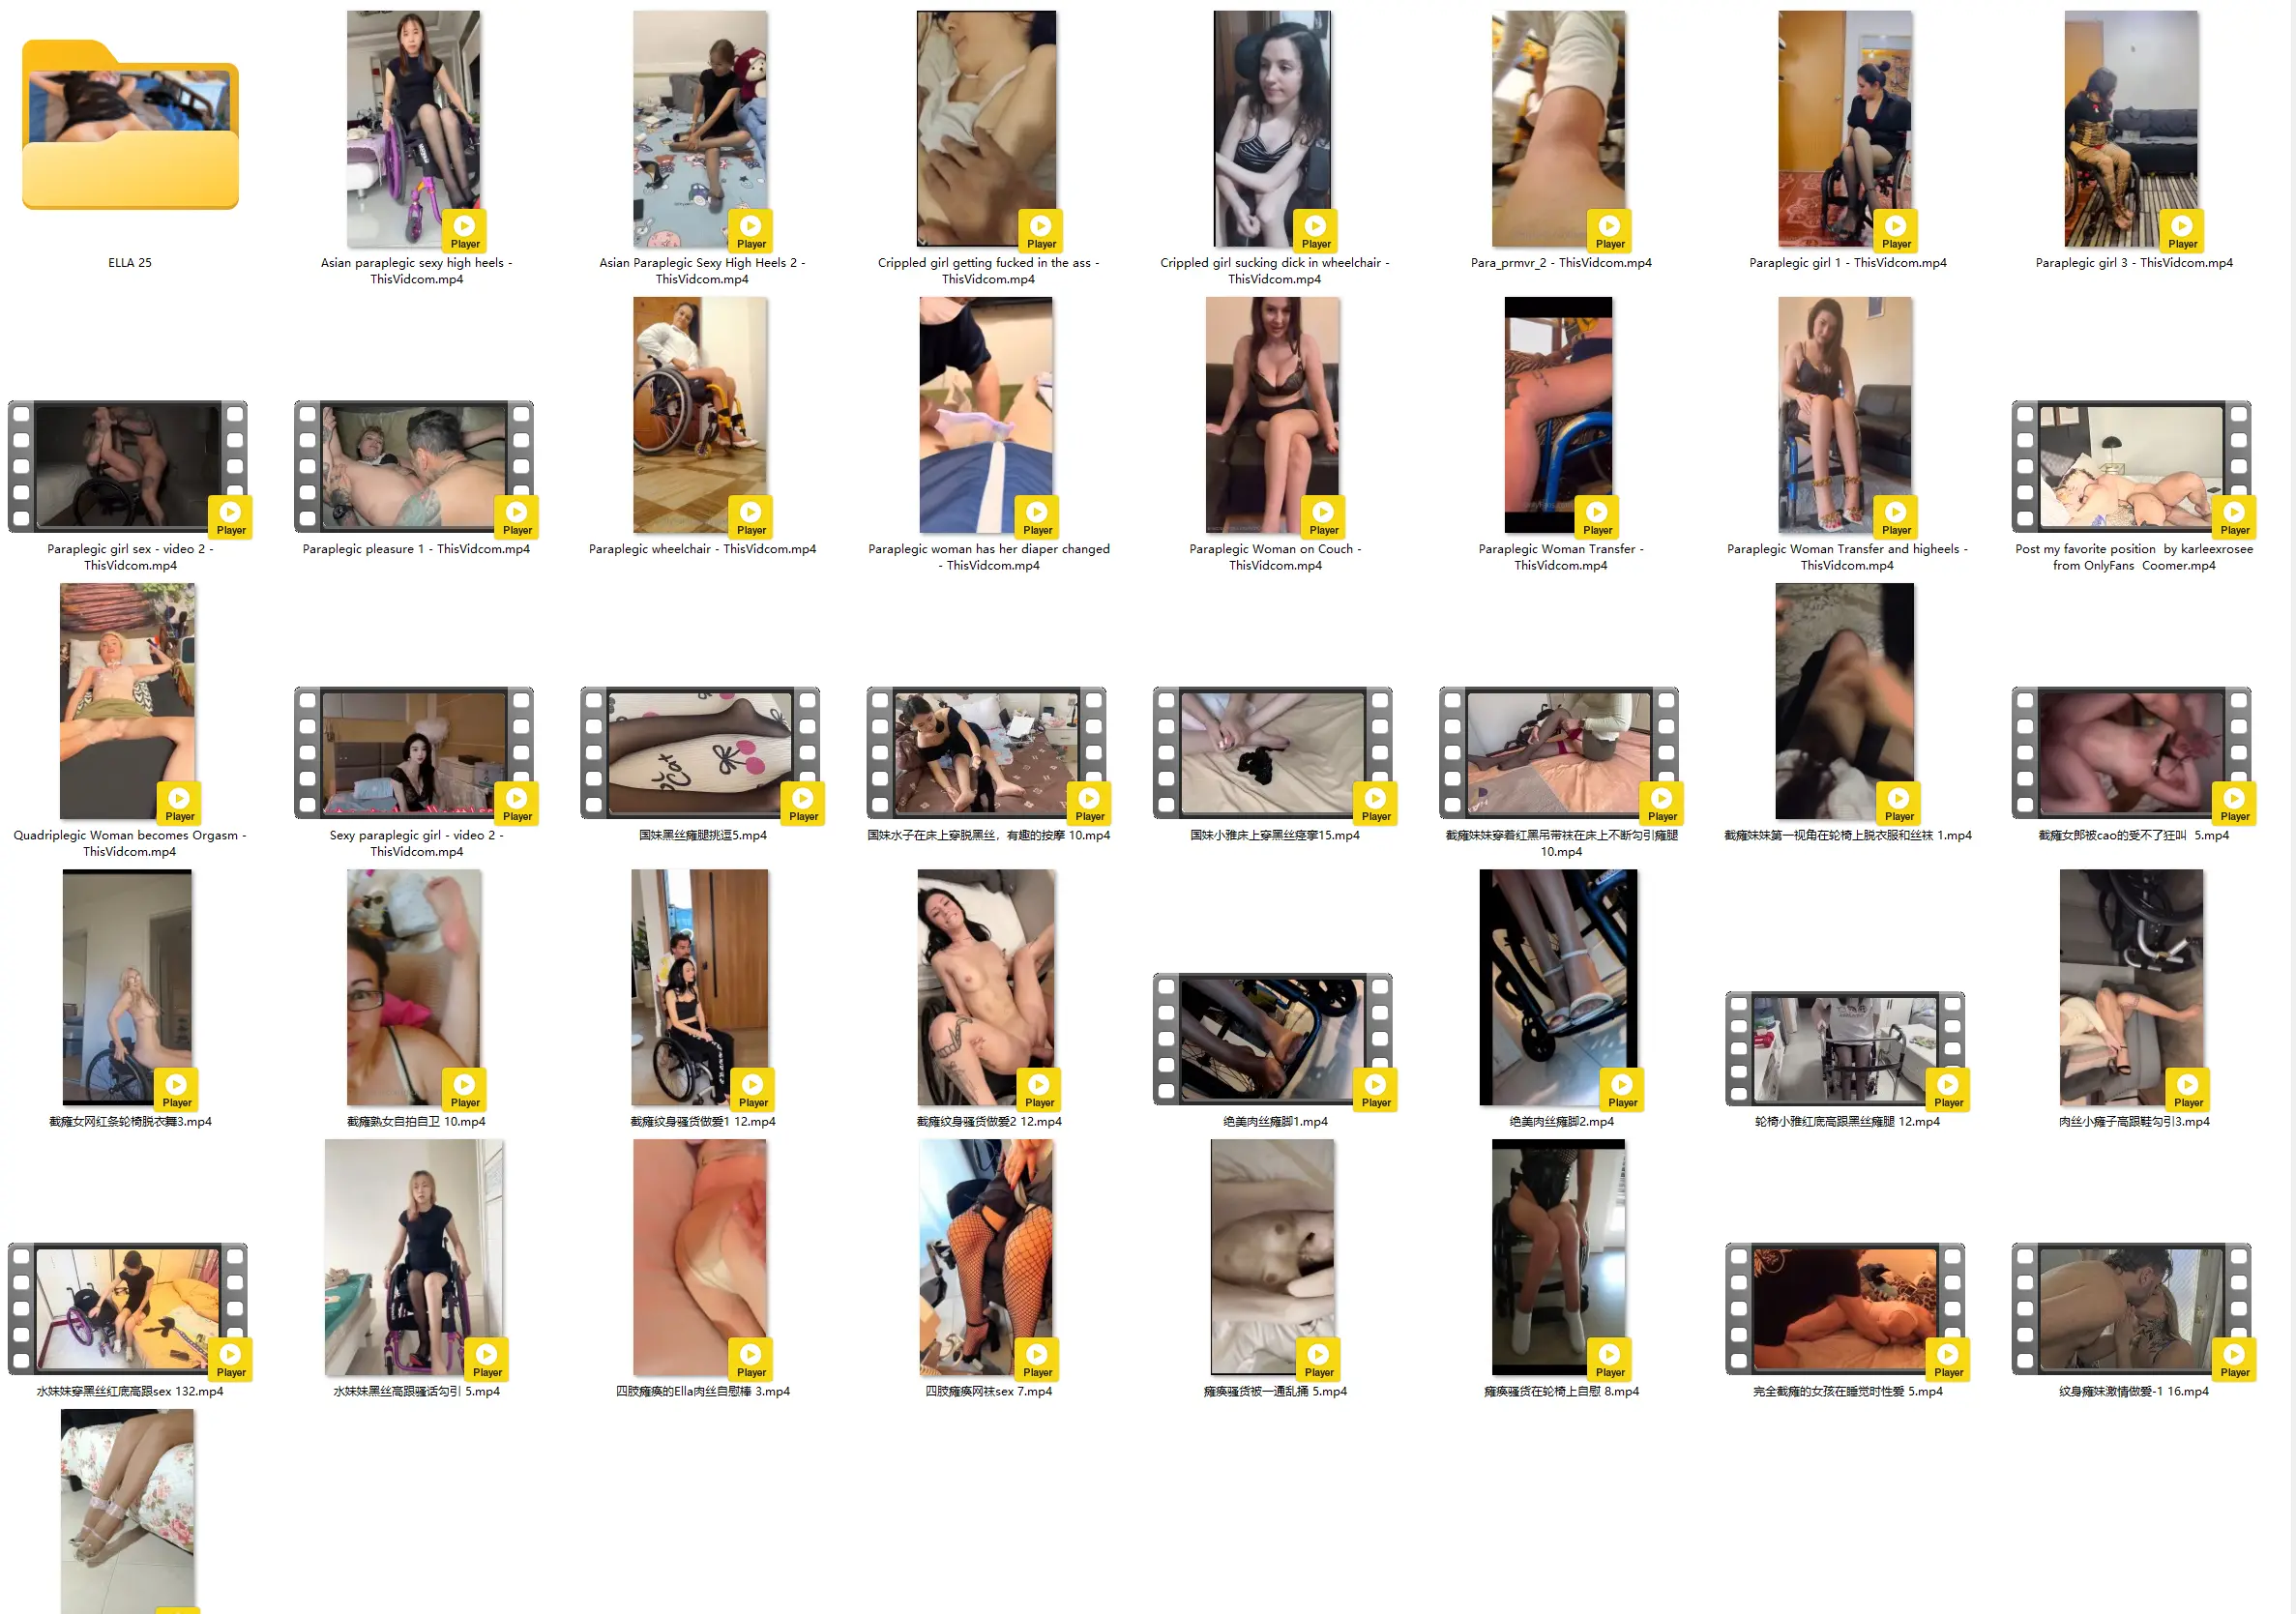 Player
Player
Player
Player
Player
Player
Player
ELLA 25
Asian paraplegic sexy high heels -
ThisVidcom.mp4
Asian Paraplegic Sexy High Heels 2 -
ThisVidcom.mp4
Crippled girl getting fucked in the ass -
ThisVidcom.mp4
Crippled girl sucking dick in wheelchair -
ThisVidcom.mp4
Para_prmvr_2 - ThisVidcom.mp4
Paraplegic girl 1 - ThisVidcom.mp4
Paraplegic girl 3 - ThisVidcom.mp4
Player
Player
Player
Player
Player
Player
Player
Player
Paraplegic girl sex - video 2 -
ThisVidcom.mp4
Paraplegic pleasure 1 - ThisVidcom.mp4
Paraplegic wheelchair - ThisVidcom.mp4
Paraplegic woman has her diaper changed
- ThisVidcom.mp4
Paraplegic Woman on Couch -
ThisVidcom.mp4
Paraplegic Woman Transfer -
ThisVidcom.mp4
Paraplegic Woman Transfer and higheels -
ThisVidcom.mp4
Post my favorite position  by karleexrosee
from OnlyFans  Coomer.mp4
Player
Player
Player
Player
Player
Player
Player
Player
Quadriplegic Woman becomes Orgasm -
ThisVidcom.mp4
Sexy paraplegic girl - video 2 -
ThisVidcom.mp4
国妹黑丝瘫腿挑逗5.mp4
国妹水子在床上穿脱黑丝，有趣的按摩 10.mp4
国妹小雅床上穿黑丝痉挛15.mp4
截瘫妹妹穿着红黑吊带袜在床上不断勾引瘫腿
10.mp4
截瘫妹妹第一视角在轮椅上脱衣服和丝袜 1.mp4
截瘫女郎被cao的受不了狂叫  5.mp4
Player
Player
Player
Player
Player
Player
Player
Player
截瘫女网红条轮椅脱衣舞3.mp4
截瘫熟女自拍自卫 10.mp4
截瘫纹身骚货做爱1 12.mp4
截瘫纹身骚货做爱2 12.mp4
绝美肉丝瘫脚1.mp4
绝美肉丝瘫脚2.mp4
轮椅小雅红底高跟黑丝瘫腿 12.mp4
肉丝小瘫子高跟鞋勾引3.mp4
Player
Player
Player
Player
Player
Player
Player
Player
水妹妹穿黑丝红底高跟sex 132.mp4
水妹妹黑丝高跟骚话勾引 5.mp4
四肢瘫痪的Ella肉丝自慰棒 3.mp4
四肢瘫痪网袜sex 7.mp4
瘫痪骚货被一通乱捅 5.mp4
瘫痪骚货在轮椅上自慰 8.mp4
完全截瘫的女孩在睡觉时性爱 5.mp4
纹身瘫妹激情做爱-1 16.mp4